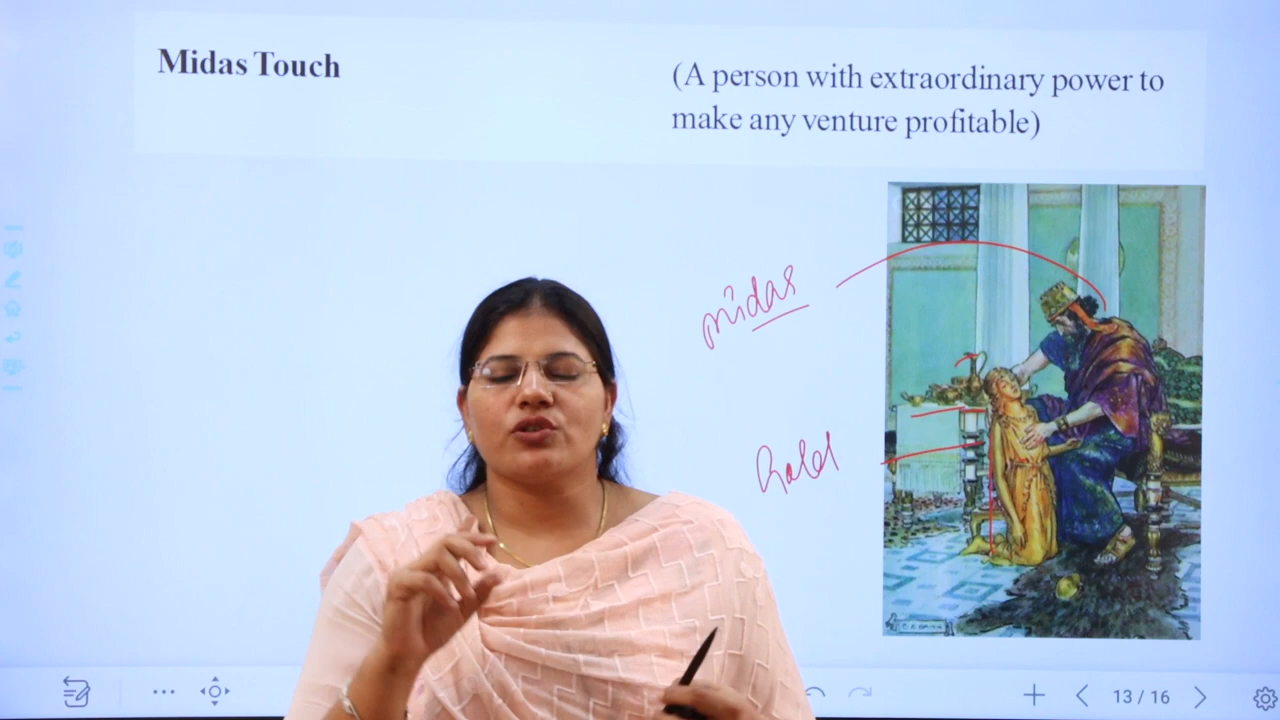 Midas Touch
(A person with extraordinary power to
make any venture profitable)
midas
Gold
13 / 16